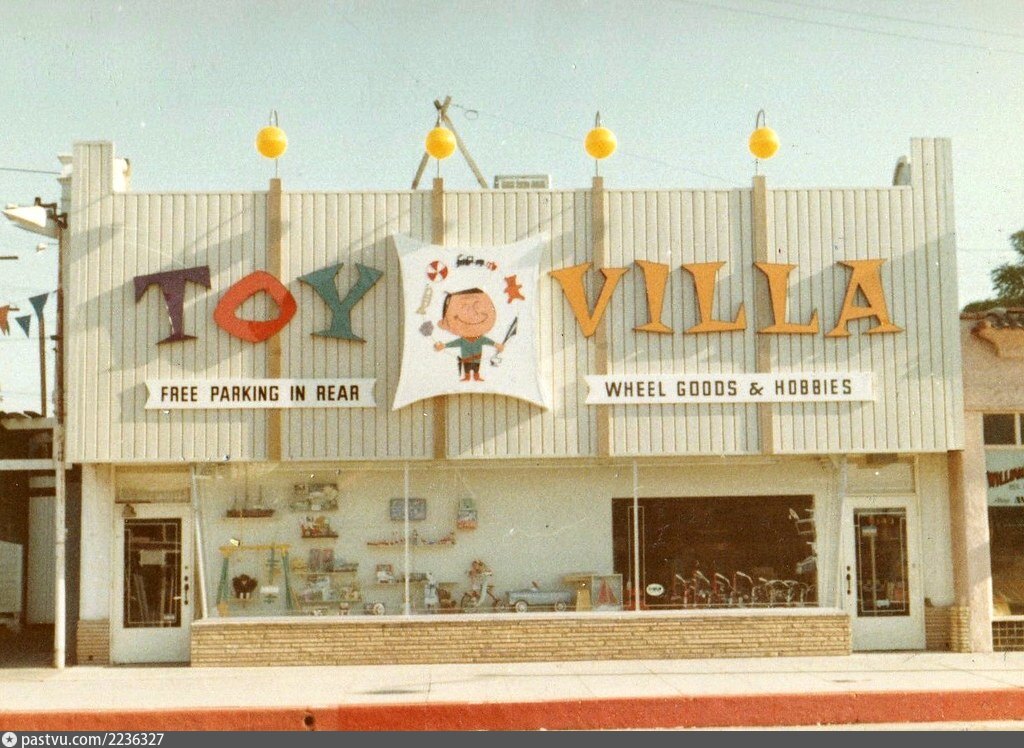 TOY VILLA
FREE PARKING IN REAR
WHEEL GOODS & HOBBIES
pastvu.com/2236327